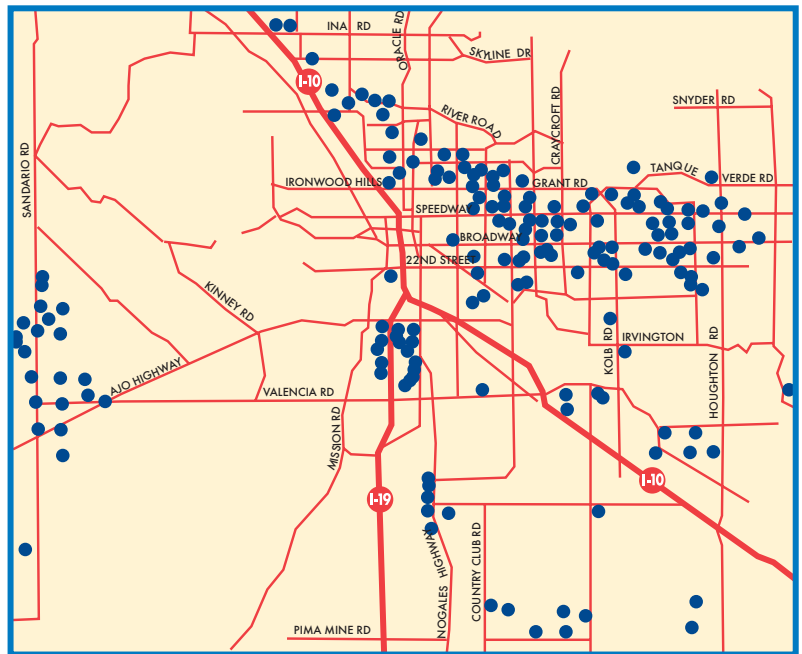 INA RD
ORACLE RD
SKYLINE DR
I-10
SANDARIO RD
RIVER ROAD
CRAYCROFT RD
SNYDER RD
TANQUE VERDE RD
IRONWOOD HILLS
GRANT RD
SPEEDWAY
BROADWAY
22ND STREET
KINNEY RD
AJO HIGHWAY
VALENCIA RD
MISSION RD
KOLB RD
IRVINGTON
HOUGHTON RD
I-19
I-10
NOGALES HIGHWAY
COUNTRY CLUB RD
PIMA MINE RD